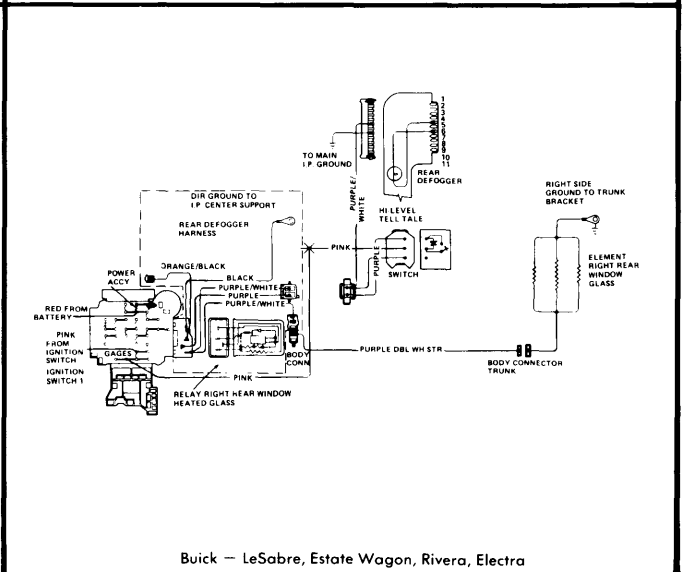 1
2
3
4
5
6
7
8
9
10
11
TO MAIN
I.P. GROUND
REAR
DEFOGGER
PURPLE/
WHITE
HI LEVEL
TELL TALE
RIGHT SIDE
GROUND TO TRUNK
BRACKET
DIR GROUND TO
I.P. CENTER SUPPORT
REAR DEFOGGER
HARNESS
PINK
PURPLE
SWITCH
ELEMENT
RIGHT REAR
WINDOW
GLASS
POWER
ACCY
ORANGE/BLACK
BLACK
PURPLE/WHITE
PURPLE
PURPLE/WHITE
RED FROM
BATTERY
PINK
FROM
IGNITION
SWITCH
GAGES
IGNITION
SWITCH 1
BODY
CONN
PURPLE DBL WH STR
BODY CONNECTOR
TRUNK
PINK
RELAY RIGHT REAR WINDOW
HEATED GLASS
Buick — LeSabre, Estate Wagon, Rivera, Electra